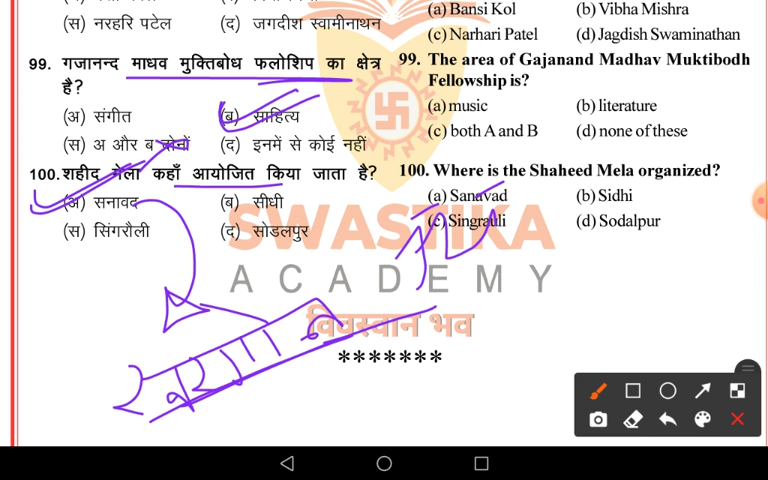 (स) नरहरि पटेल (द) जगदीश स्वामीनाथन
99. गजानन्द माधव मुक्तिबोध फलोशिप का क्षेत्र
है?
(अ) संगीत (ब) साहित्य
(स) अ और ब दोनों (द) इनमें से कोई नहीं
100. शहीद मेला कहाँ आयोजित किया जाता है?
(अ) सनावद (ब) सीधी
(स) सिंगरौली (द) सोडलपुर
(a) Bansi Kol (b) Vibha Mishra
(c) Narhari Patel (d) Jagdish Swaminathan
99. The area of Gajanand Madhav Muktibodh
Fellowship is?
(a) music (b) literature
(c) both A and B (d) none of these
100. Where is the Shaheed Mela organized?
(a) Sanavad (b) Sidhi
(c) Singrauli (d) Sodalpur
SWASTIKA
ACADEMY
विवस्वान भव
*******